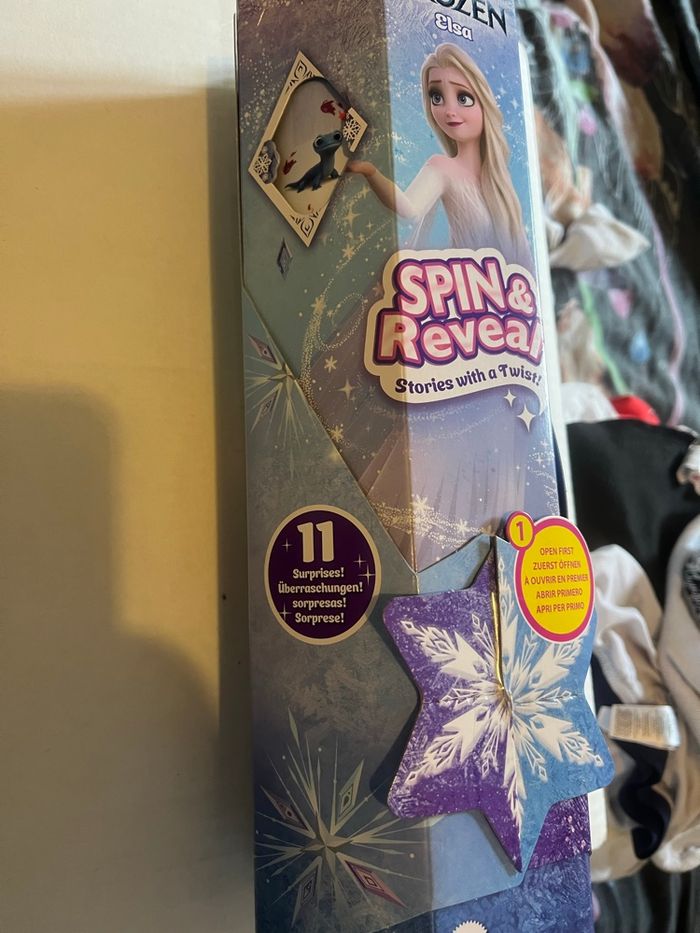 Elsa
SPIN &
Reveal
Stories with a Twist!
11
Surprises!
Überraschungen!
sorpresas!
Sorprese!
1
OPEN FIRST
ZUERST ÖFFNEN
À OUVRIR EN PREMIER
ABRIR PRIMERO
APRI PER PRIMO